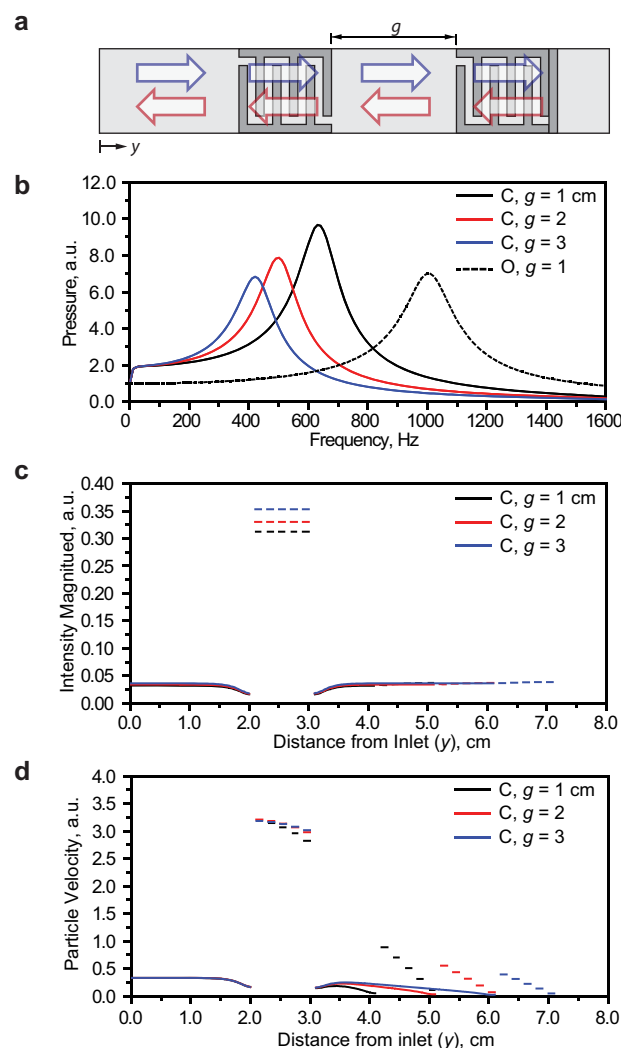 a
g
y
b
12.0
10.0
8.0
6.0
4.0
2.0
0.0
Pressure, a.u.
C, g = 1 cm
C, g = 2
C, g = 3
O, g = 1
0 200 400 600 800 1000 1200 1400 1600
Frequency, Hz
c
0.40
0.35
0.30
0.25
0.20
0.15
0.10
0.05
0.00
Intensity Magnitued, a.u.
C, g = 1 cm
C, g = 2
C, g = 3
0.0 1.0 2.0 3.0 4.0 5.0 6.0 7.0 8.0
Distance from Inlet (y), cm
d
4.0
3.5
3.0
2.5
2.0
1.5
1.0
0.5
0.0
Particle Velocity, a.u.
C, g = 1 cm
C, g = 2
C, g = 3
0.0 1.0 2.0 3.0 4.0 5.0 6.0 7.0 8.0
Distance from inlet (y), cm